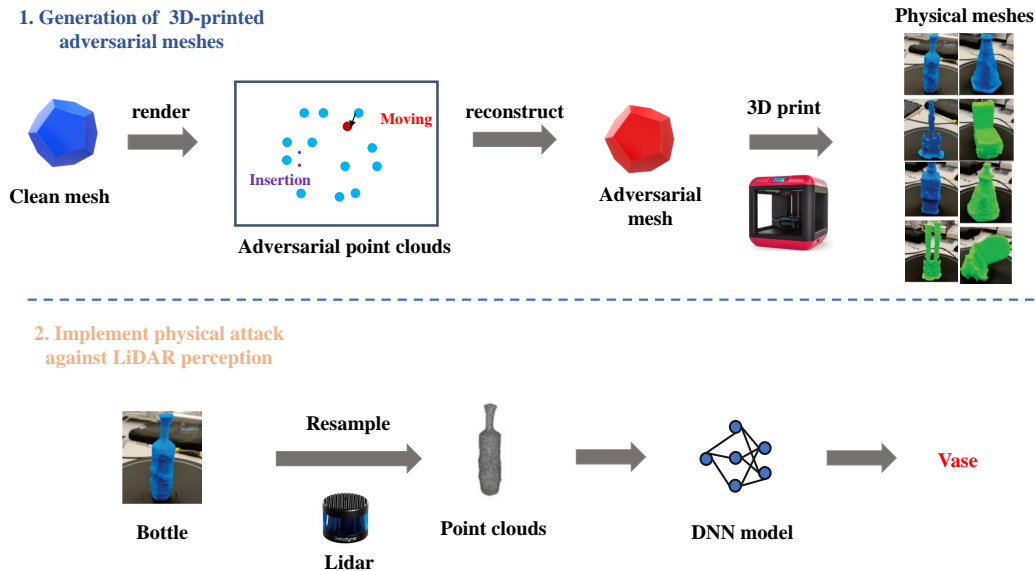 1. Generation of 3D-printed
adversarial meshes
Physical meshes
render
reconstruct
3D print
Moving
Insertion
Clean mesh
Adversarial point clouds
Adversarial
mesh
2. Implement physical attack
against LiDAR perception
Resample
Vase
Velodyne
Bottle
Lidar
Point clouds
DNN model